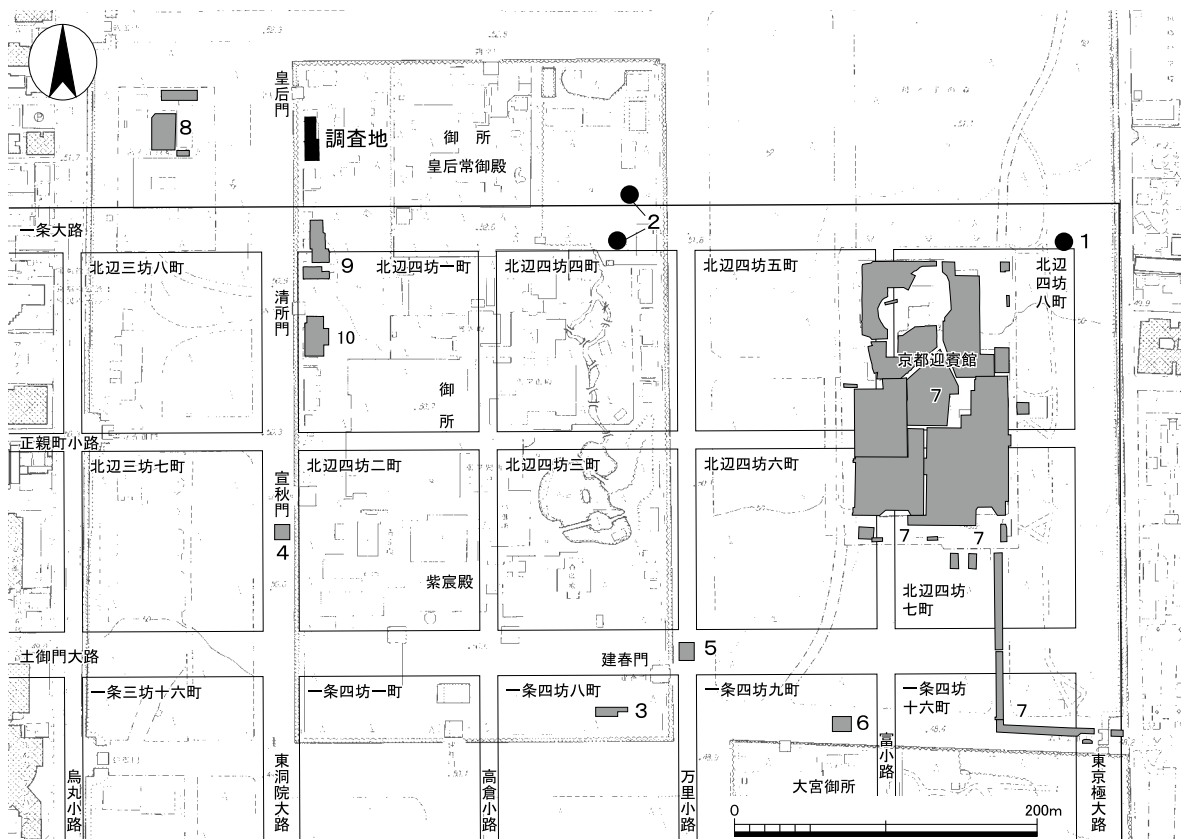 皇后門
8
調査地
御 所
皇后常御殿
2
1
一条大路
北辺三坊八町
9
北辺四坊一町
北辺四坊四町
北辺四坊五町
北辺
四坊
八町
清所門
10
京都迎賓館
7
御
所
正親町小路
北辺三坊七町
宣秋門
北辺四坊二町
北辺四坊三町
北辺四坊六町
4
7
7
紫宸殿
北辺四坊
七町
土御門大路
建春門
5
一条三坊十六町
一条四坊一町
一条四坊八町
一条四坊九町
一条四坊
十六町
3
6
7
烏丸小路
東洞院大路
高倉小路
万里小路
富小路
東京極大路
大宮御所
0
200m